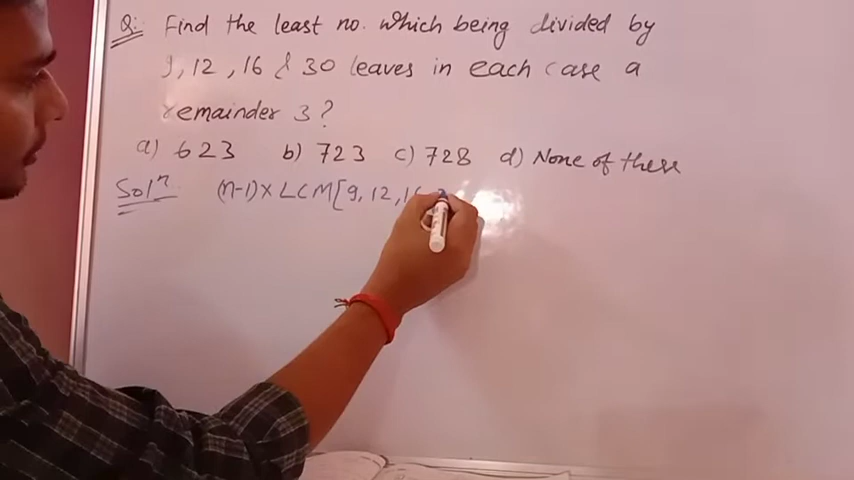 Q:- Find the least no. which being divided by
9, 12, 16 & 30 leaves in each case a
remainder 3?
a) 623 b) 723 c) 728 d) None of these
Solⁿ (n-1)×LCM[9, 12, 16